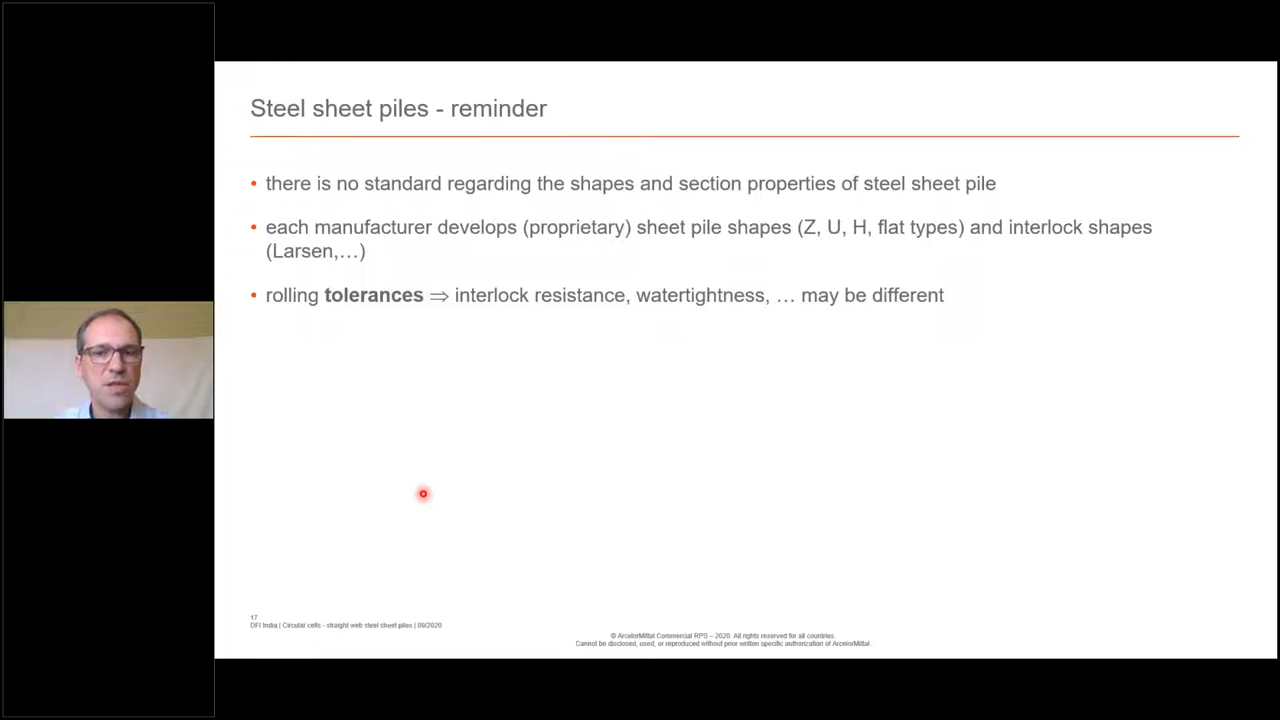 Steel sheet piles - reminder
• there is no standard regarding the shapes and section properties of steel sheet pile
• each manufacturer develops (proprietary) sheet pile shapes (Z, U, H, flat types) and interlock shapes
(Larsen,…)
• rolling tolerances ⇒ interlock resistance, watertightness, … may be different
17
DFI India | Circular cells - straight web steel sheet piles | 09/2020
© ArcelorMittal Commercial RPS – 2020. All rights reserved for all countries.
Cannot be disclosed, used, or reproduced without prior written specific authorization of ArcelorMittal